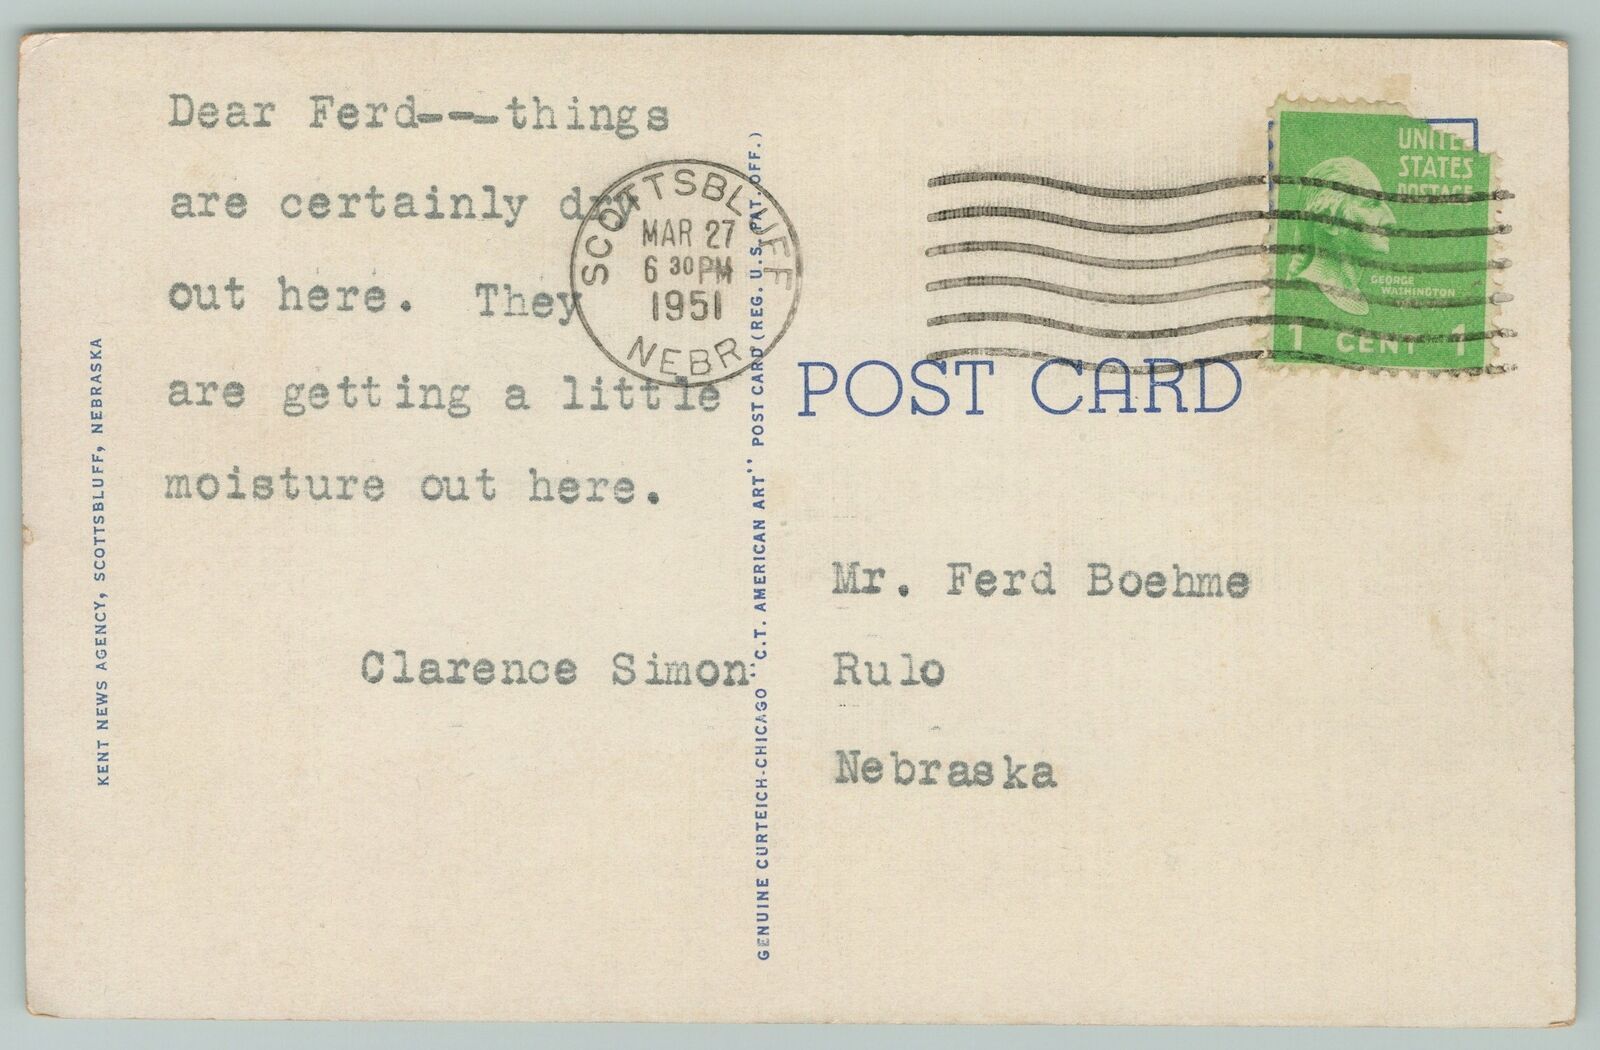 Dear Ferd---things
are certainly dry
out here.  They
are getting a little
moisture out here.
Clarence Simon
KENT NEWS AGENCY, SCOTTSBLUFF, NEBRASKA
SCOTTSBLUFF
MAR 27
6 30 PM
1951
NEBR
GENUINE CURTEICH-CHICAGO "C.T. AMERICAN ART" POST CARD (REG. U.S. PAT. OFF.)
UNITED
STATES
POSTAGE
GEORGE
WASHINGTON
1 CENT 1
POST CARD
Mr. Ferd Boehme
Rulo
Nebraska